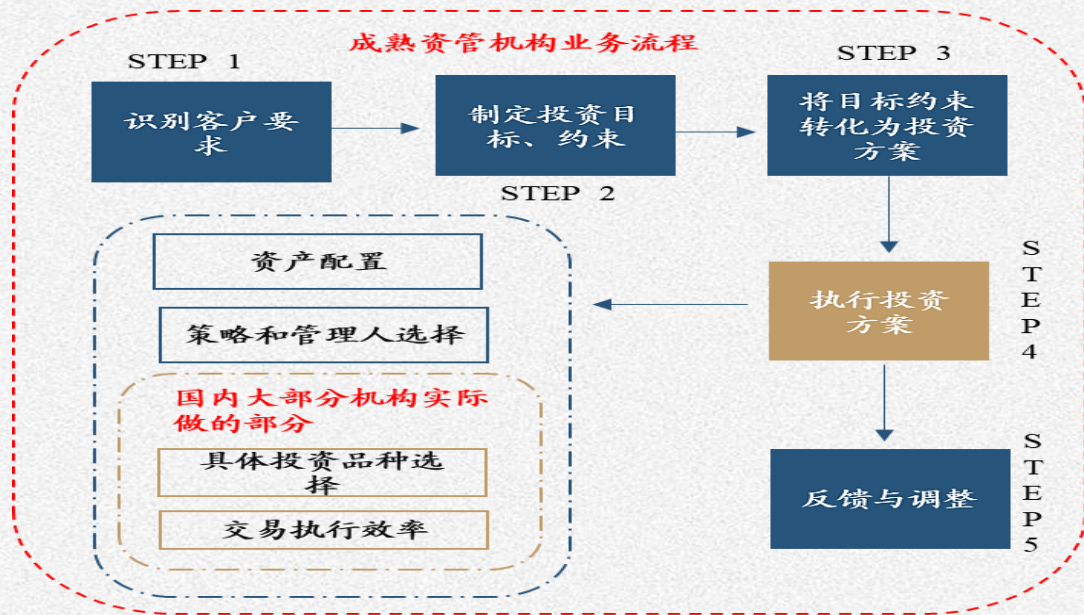 成熟资管机构业务流程
STEP 1
识别客户要
求
制定投资目
标、约束
STEP 2
STEP 3
将目标约束
转化为投资
方案
执行投资
方案
STEP4
资产配置
策略和管理人选择
国内大部分机构实际
做的部分
具体投资品种选
择
交易执行效率
反馈与调整
STEP5